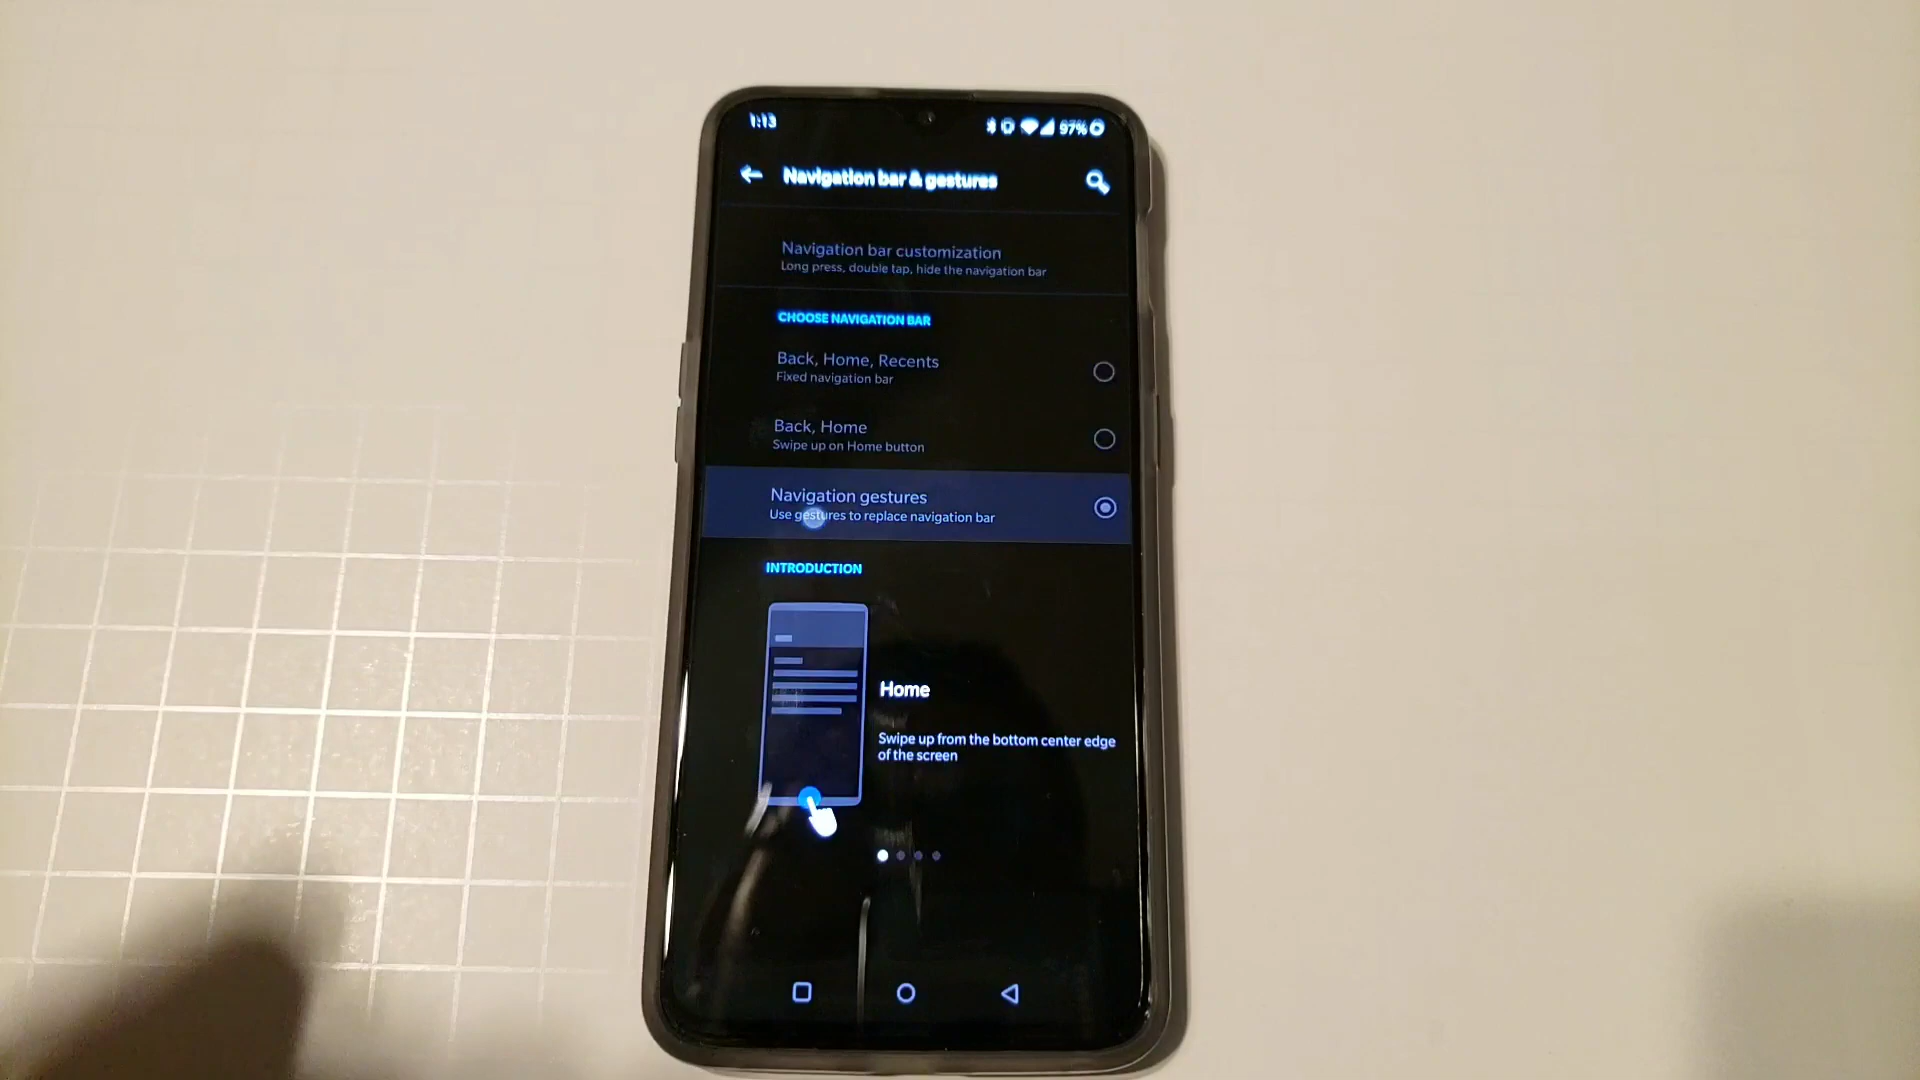 1:13
97%
Navigation bar & gestures
Navigation bar customization
Long press, double tap, hide the navigation bar
CHOOSE NAVIGATION BAR
Back, Home, Recents
Fixed navigation bar
Back, Home
Swipe up on Home button
Navigation gestures
Use gestures to replace navigation bar
INTRODUCTION
Home
Swipe up from the bottom center edge
of the screen